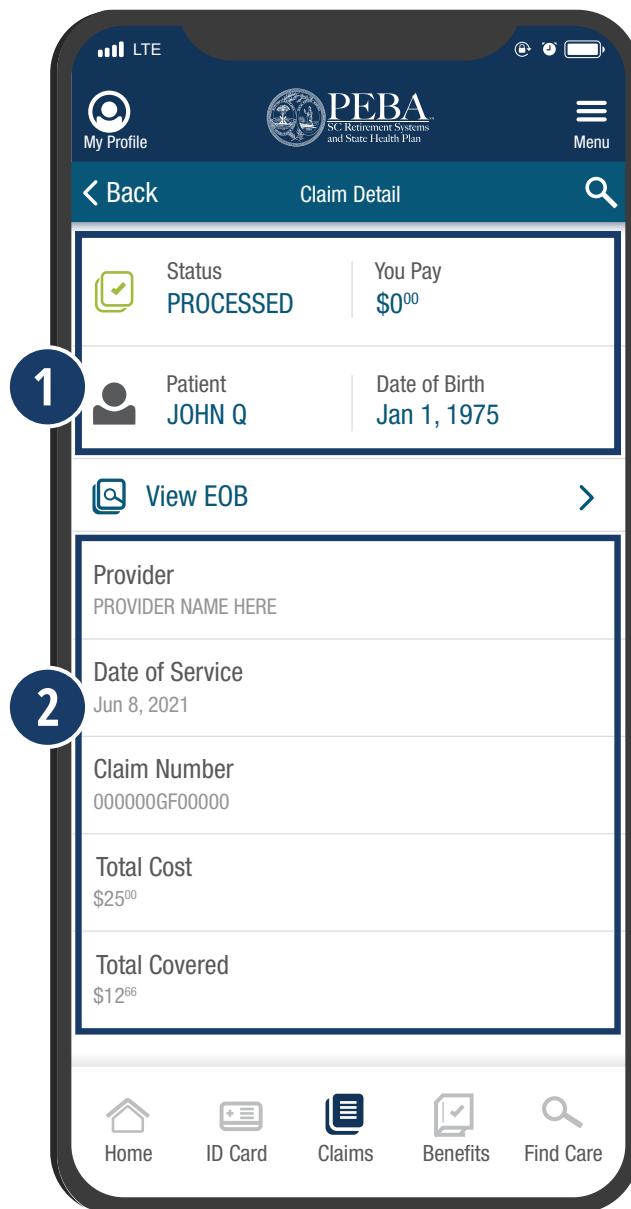 LTE
My Profile
PEBA
SC Retirement Systems
and State Health Plan
Menu
Back
Claim Detail
Status
PROCESSED
You Pay
$0⁰⁰
1
Patient
JOHN Q
Date of Birth
Jan 1, 1975
View EOB
Provider
PROVIDER NAME HERE
2
Date of Service
Jun 8, 2021
Claim Number
000000GF00000
Total Cost
$25⁰⁰
Total Covered
$12⁶⁶
Home
ID Card
Claims
Benefits
Find Care